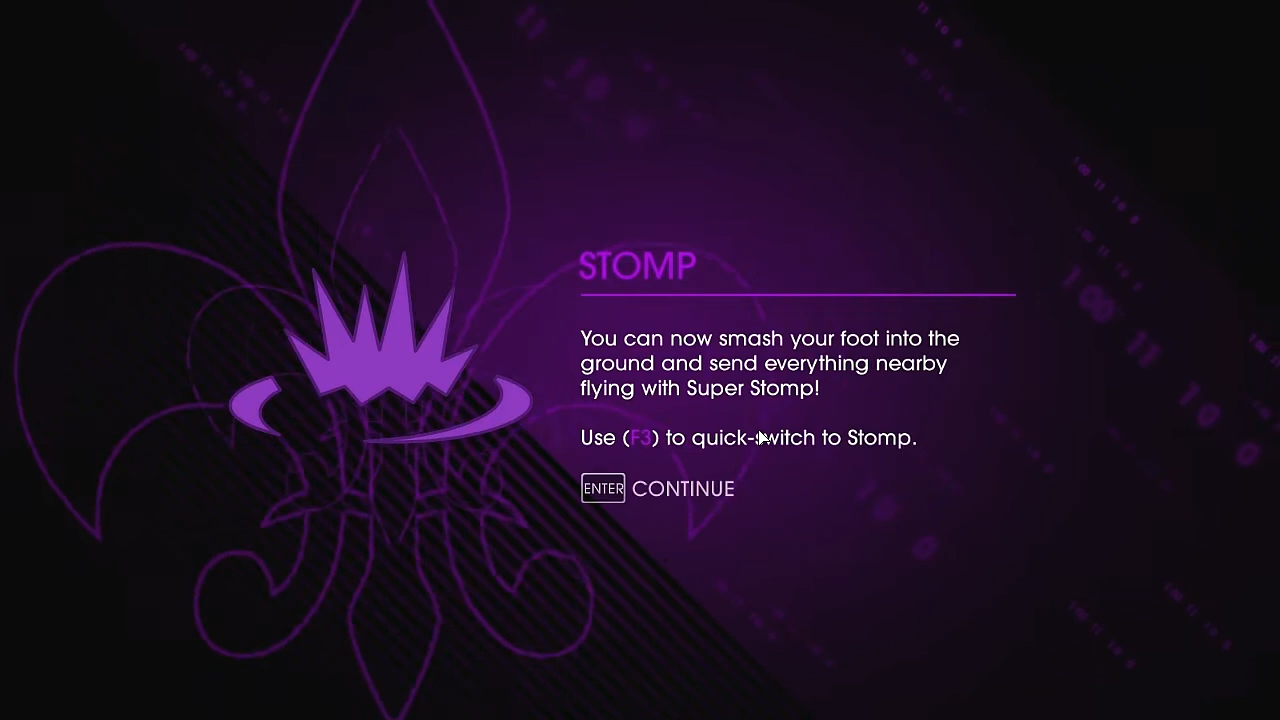 STOMP
You can now smash your foot into the
ground and send everything nearby
flying with Super Stomp!
Use (F3) to quick-switch to Stomp.
ENTER CONTINUE